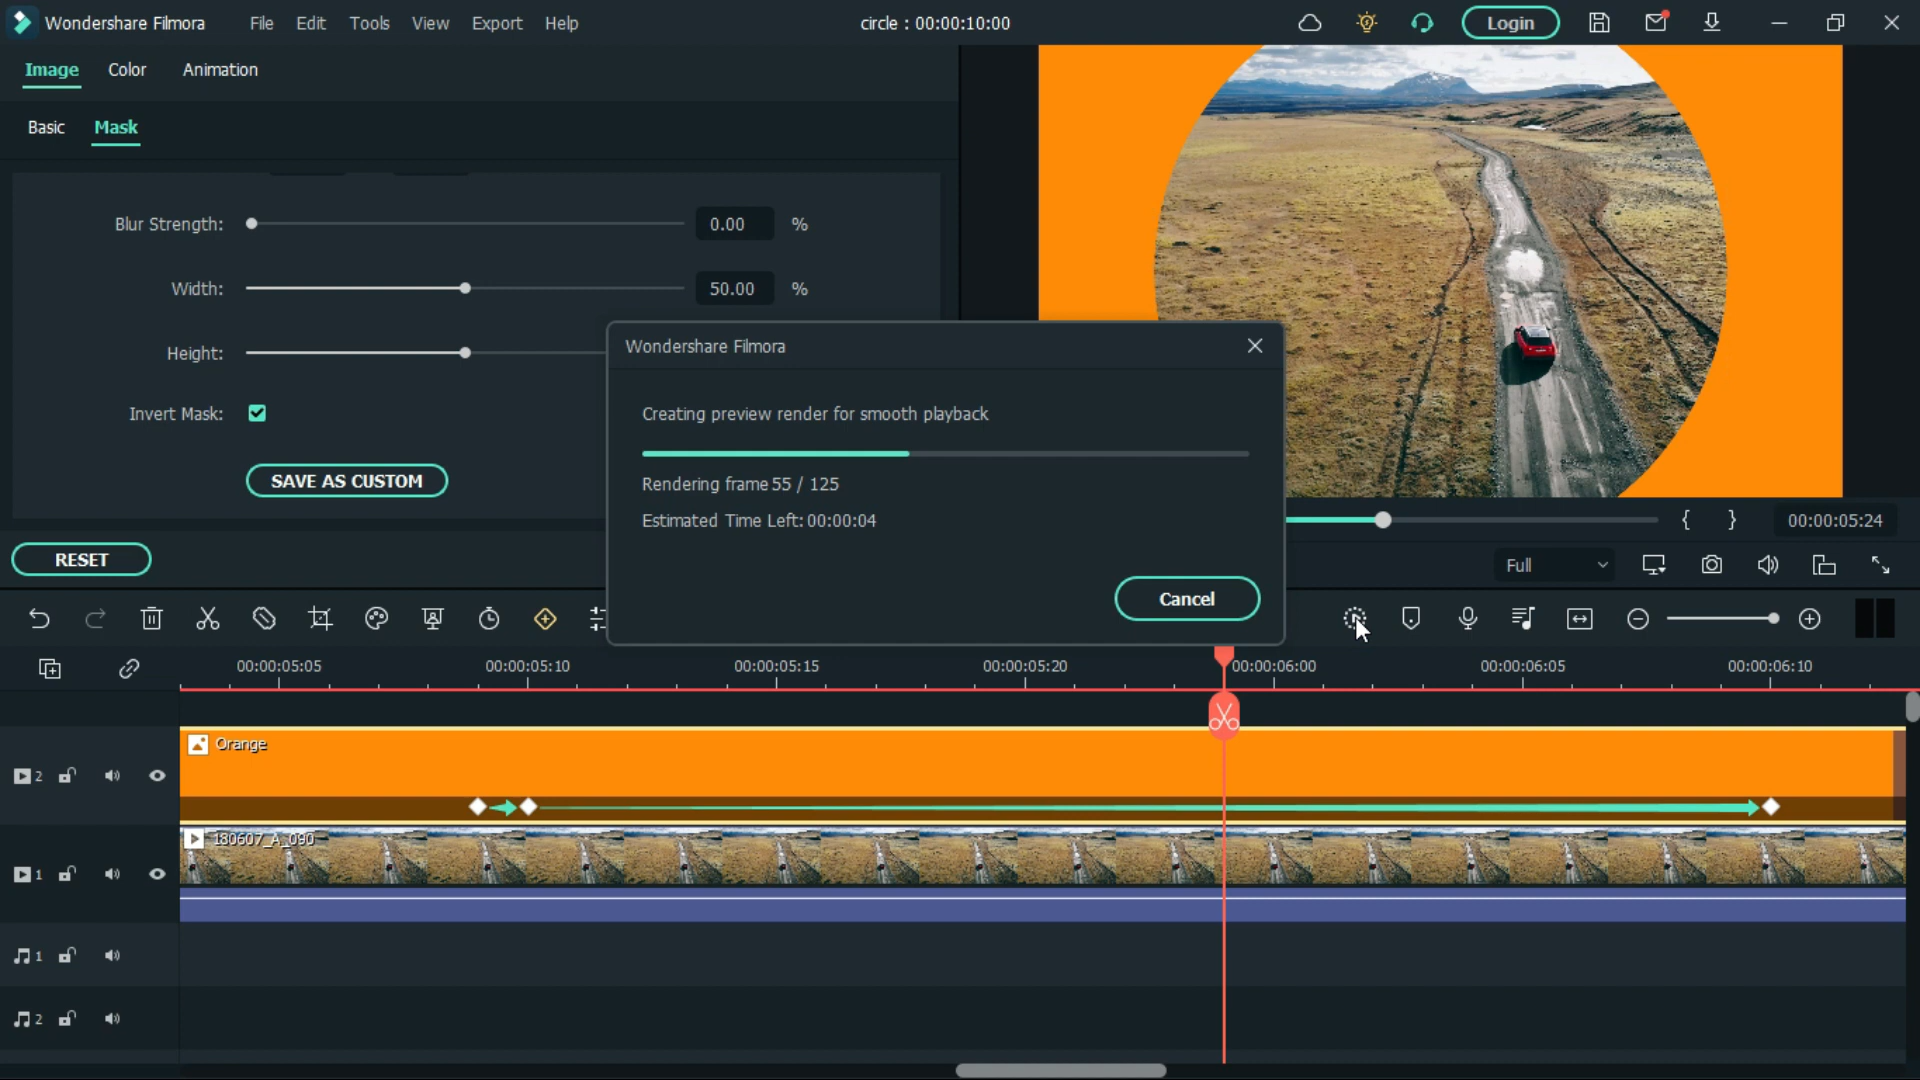 Wondershare Filmora File Edit Tools View Export Help circle : 00:00:10:00 Login
Image Color Animation
Basic Mask
Blur Strength: 0.00 %
Width: 50.00 %
Height:
Invert Mask:
SAVE AS CUSTOM
RESET
Wondershare Filmora
Creating preview render for smooth playback
Rendering frame 55 / 125
Estimated Time Left: 00:00:04
Cancel
{ } 00:00:05:24
Full
00:00:05:05 00:00:05:10 00:00:05:15 00:00:05:20 00:00:06:00 00:00:06:05 00:00:06:10
Orange
2
180607_A_090
1
1
2